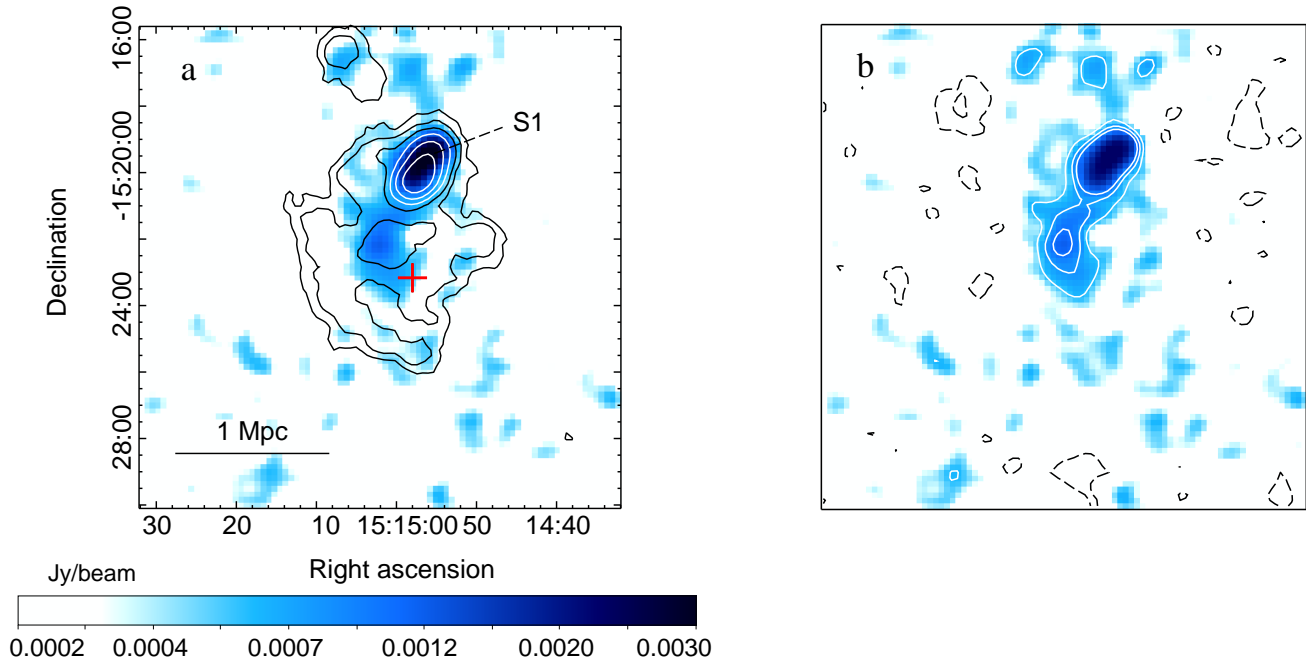 a
b
S1
16:00
-15:20:00
24:00
28:00
Declination
1 Mpc
30 20 10 15:15:00 50 14:40
Right ascension
Jy/beam
0.0002 0.0004 0.0007 0.0012 0.0020 0.0030